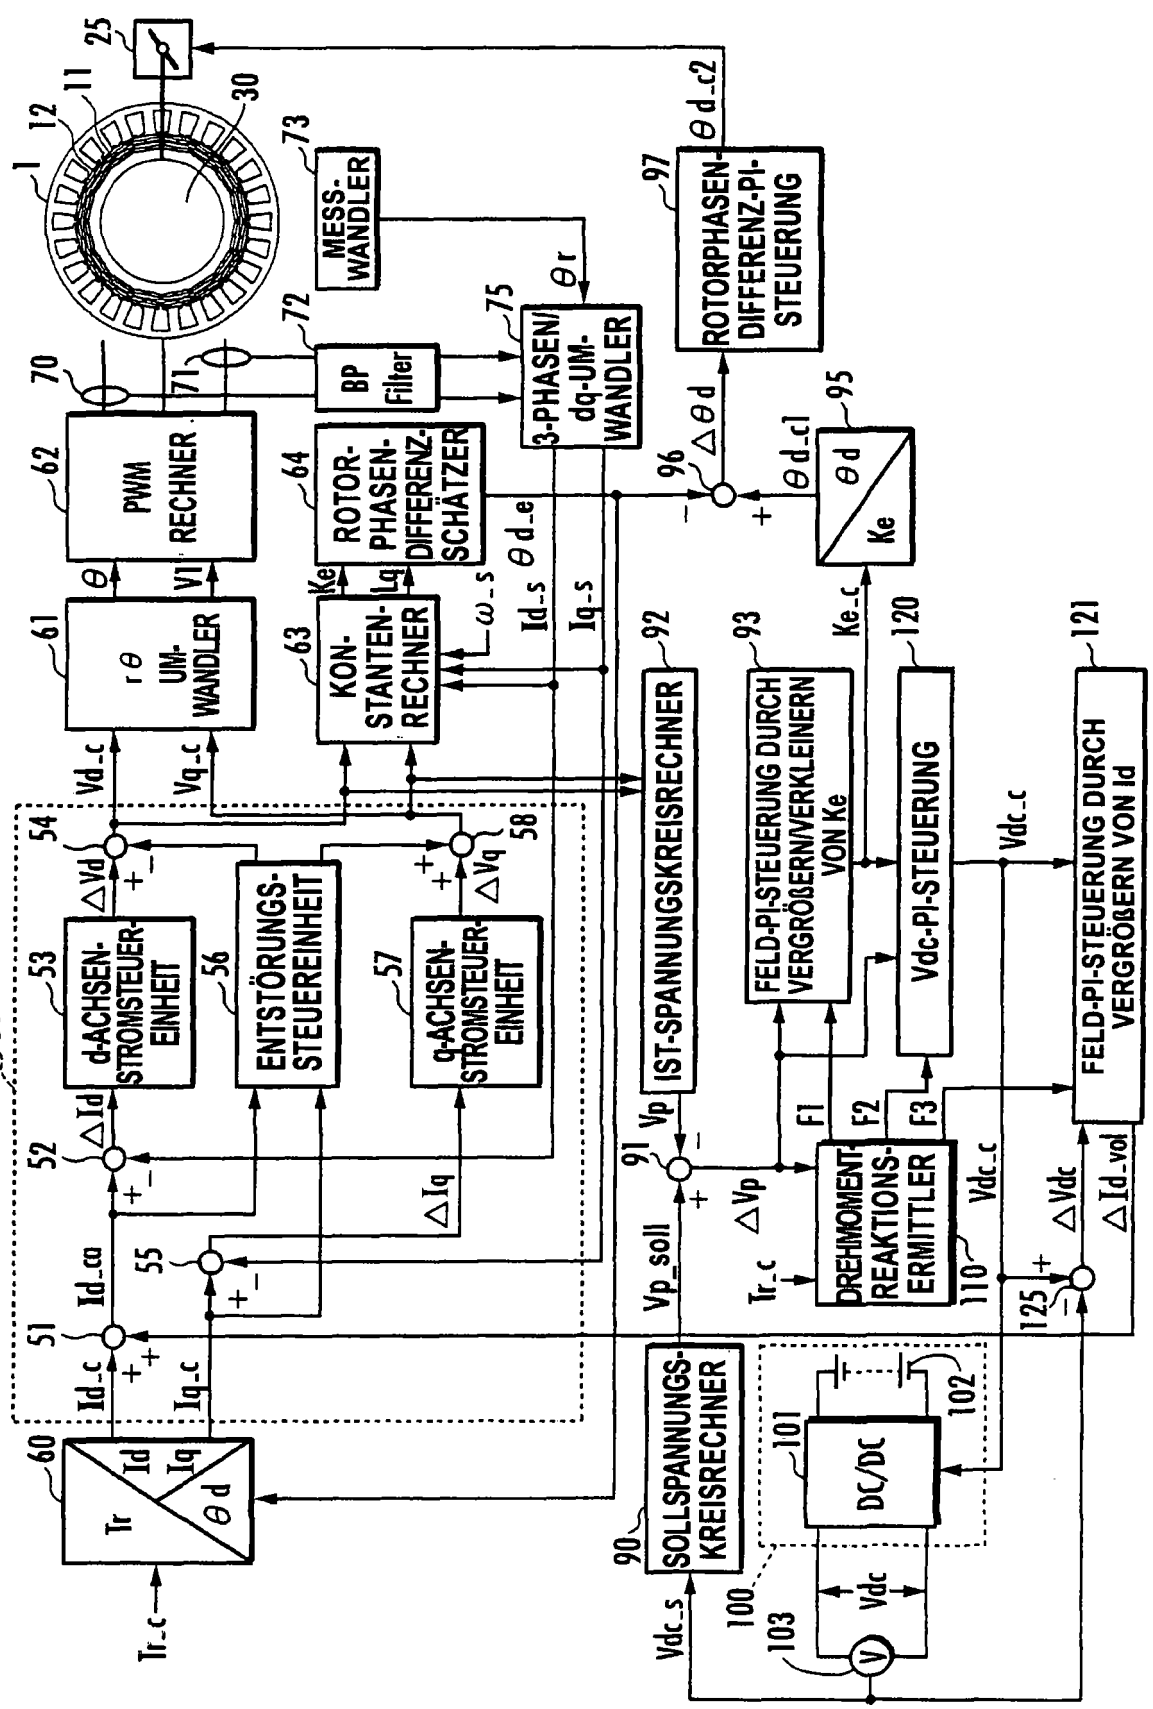 Tr_c
60
Tr
Id
Iq
θd
Id_c
Iq_c
51
+
+
Id_ca
52
+
−
ΔId
53
d-ACHSEN-
STROMSTEUER-
EINHEIT
ΔVd
54
+
−
Vd_c
Vq_c
61
rθ
UM-
WANDLER
θ
V1
62
PWM
RECHNER
70
71
1
12
11
30
25
55
+
−
ΔIq
56
ENTSTÖRUNGS-
STEUEREINHEIT
57
q-ACHSEN-
STROMSTEUER-
EINHEIT
ΔVq
+
+
58
63
KON-
STANTEN-
RECHNER
ω_s
Ke
Lq
64
ROTOR-
PHASEN-
DIFFERENZ-
SCHÄTZER
θd_e
72
BP
Filter
73
MESS-
WANDLER
θr
75
3-PHASEN/
dq-UM-
WANDLER
Id_s
Iq_s
90
SOLLSPANNUNGS-
KREISRECHNER
Vdc_s
Vp_soll
91
+
−
Vp
92
IST-SPANNUNGSKREISRECHNER
ΔVp
93
FELD-PI-STEUERUNG DURCH
VERGRÖßERN/VERKLEINERN
VON Ke
Ke_c
95
Ke
θd
θd_c1
96
+
−
Δθd
97
ROTORPHASEN-
DIFFERENZ-PI-
STEUERUNG
θd_c2
Tr_c
110
DREHMOMENT-
REAKTIONS-
ERMITTLER
F1
F2
F3
120
Vdc-PI-STEUERUNG
Vdc_c
Vdc_c
121
FELD-PI-STEUERUNG DURCH
VERGRÖßERN VON Id
100
101
DC/DC
102
103
V
Vdc
125
+
−
ΔVdc
ΔId_vol